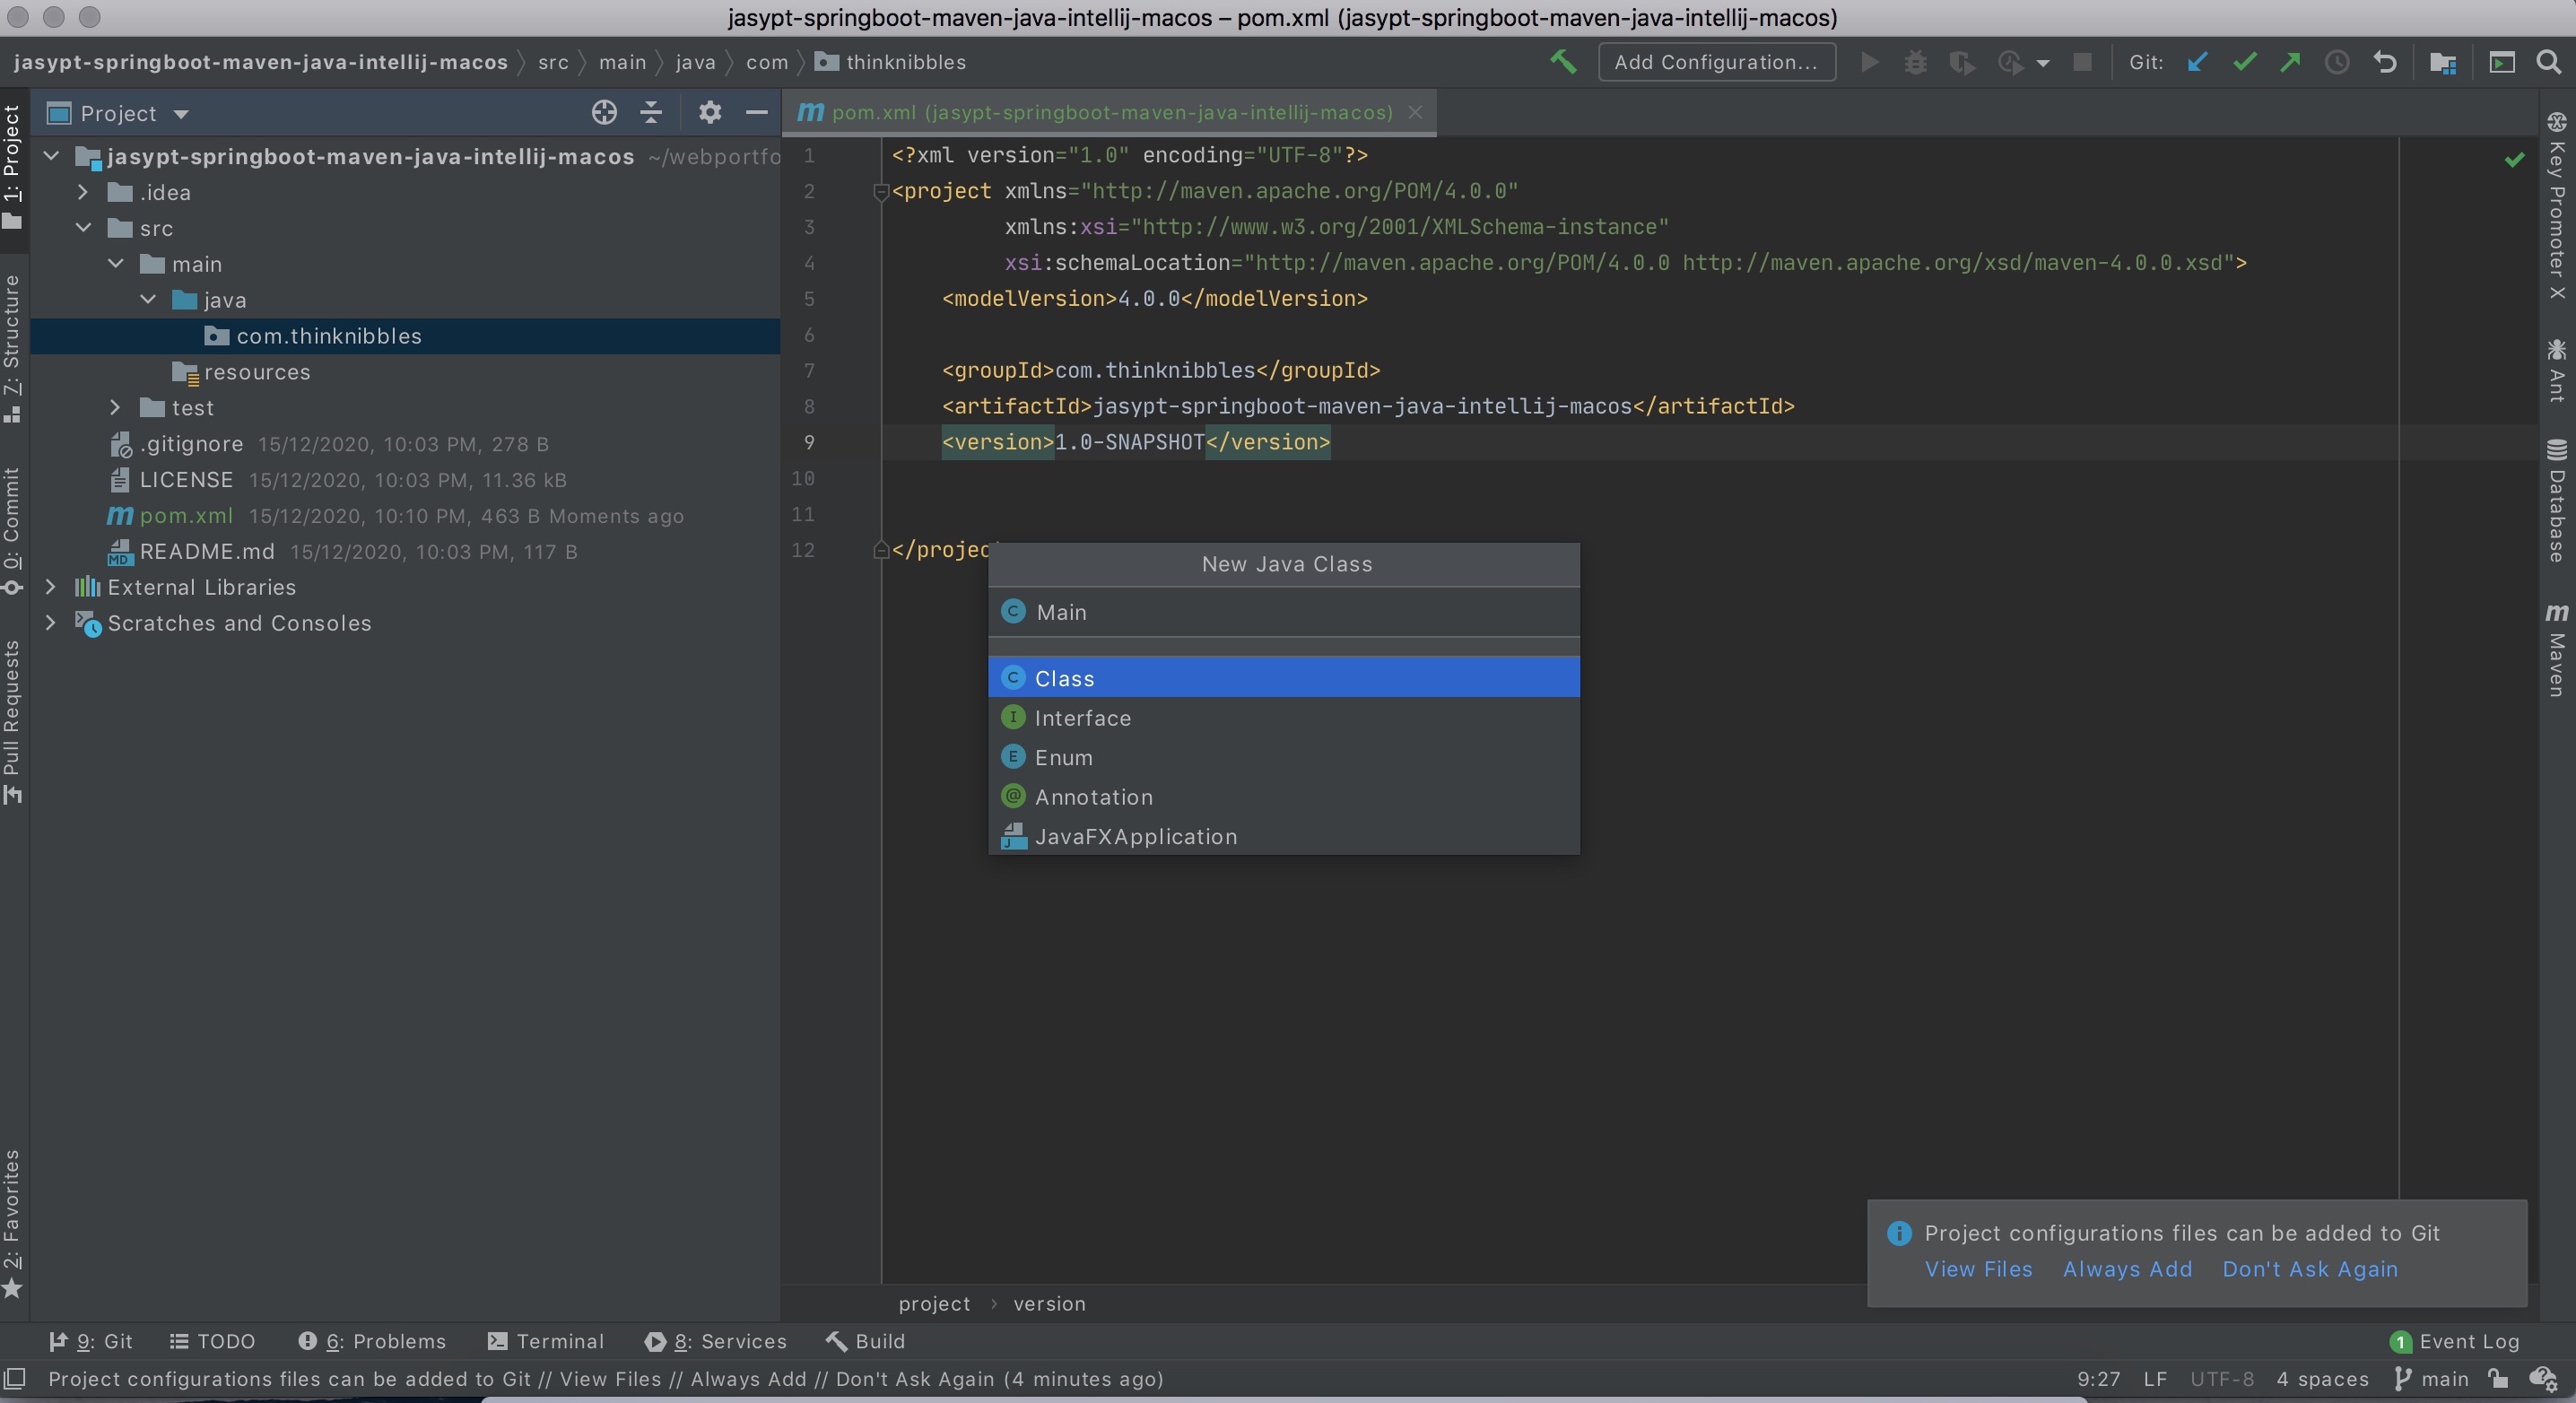 jasypt-springboot-maven-java-intellij-macos – pom.xml (jasypt-springboot-maven-java-intellij-macos)
jasypt-springboot-maven-java-intellij-macos src main java com thinknibbles
Add Configuration...
Git:
1: Project
Z: Structure
0: Commit
Pull Requests
2: Favorites
Project
jasypt-springboot-maven-java-intellij-macos ~/webportfo
.idea
src
main
java
com.thinknibbles
resources
test
.gitignore 15/12/2020, 10:03 PM, 278 B
LICENSE 15/12/2020, 10:03 PM, 11.36 kB
pom.xml 15/12/2020, 10:10 PM, 463 B Moments ago
README.md 15/12/2020, 10:03 PM, 117 B
External Libraries
Scratches and Consoles
pom.xml (jasypt-springboot-maven-java-intellij-macos)
1 <?xml version="1.0" encoding="UTF-8"?>
2 <project xmlns="http://maven.apache.org/POM/4.0.0"
3 xmlns:xsi="http://www.w3.org/2001/XMLSchema-instance"
4 xsi:schemaLocation="http://maven.apache.org/POM/4.0.0 http://maven.apache.org/xsd/maven-4.0.0.xsd">
5 <modelVersion>4.0.0</modelVersion>
6
7 <groupId>com.thinknibbles</groupId>
8 <artifactId>jasypt-springboot-maven-java-intellij-macos</artifactId>
9 <version>1.0-SNAPSHOT</version>
10
11
12 </projec
New Java Class
Main
Class
Interface
Enum
Annotation
JavaFXApplication
Key Promoter X
Ant
Database
Maven
Project configurations files can be added to Git
View Files Always Add Don't Ask Again
project › version
9: Git TODO 6: Problems Terminal 8: Services Build
1 Event Log
Project configurations files can be added to Git // View Files // Always Add // Don't Ask Again (4 minutes ago)
9:27 LF UTF-8 4 spaces main